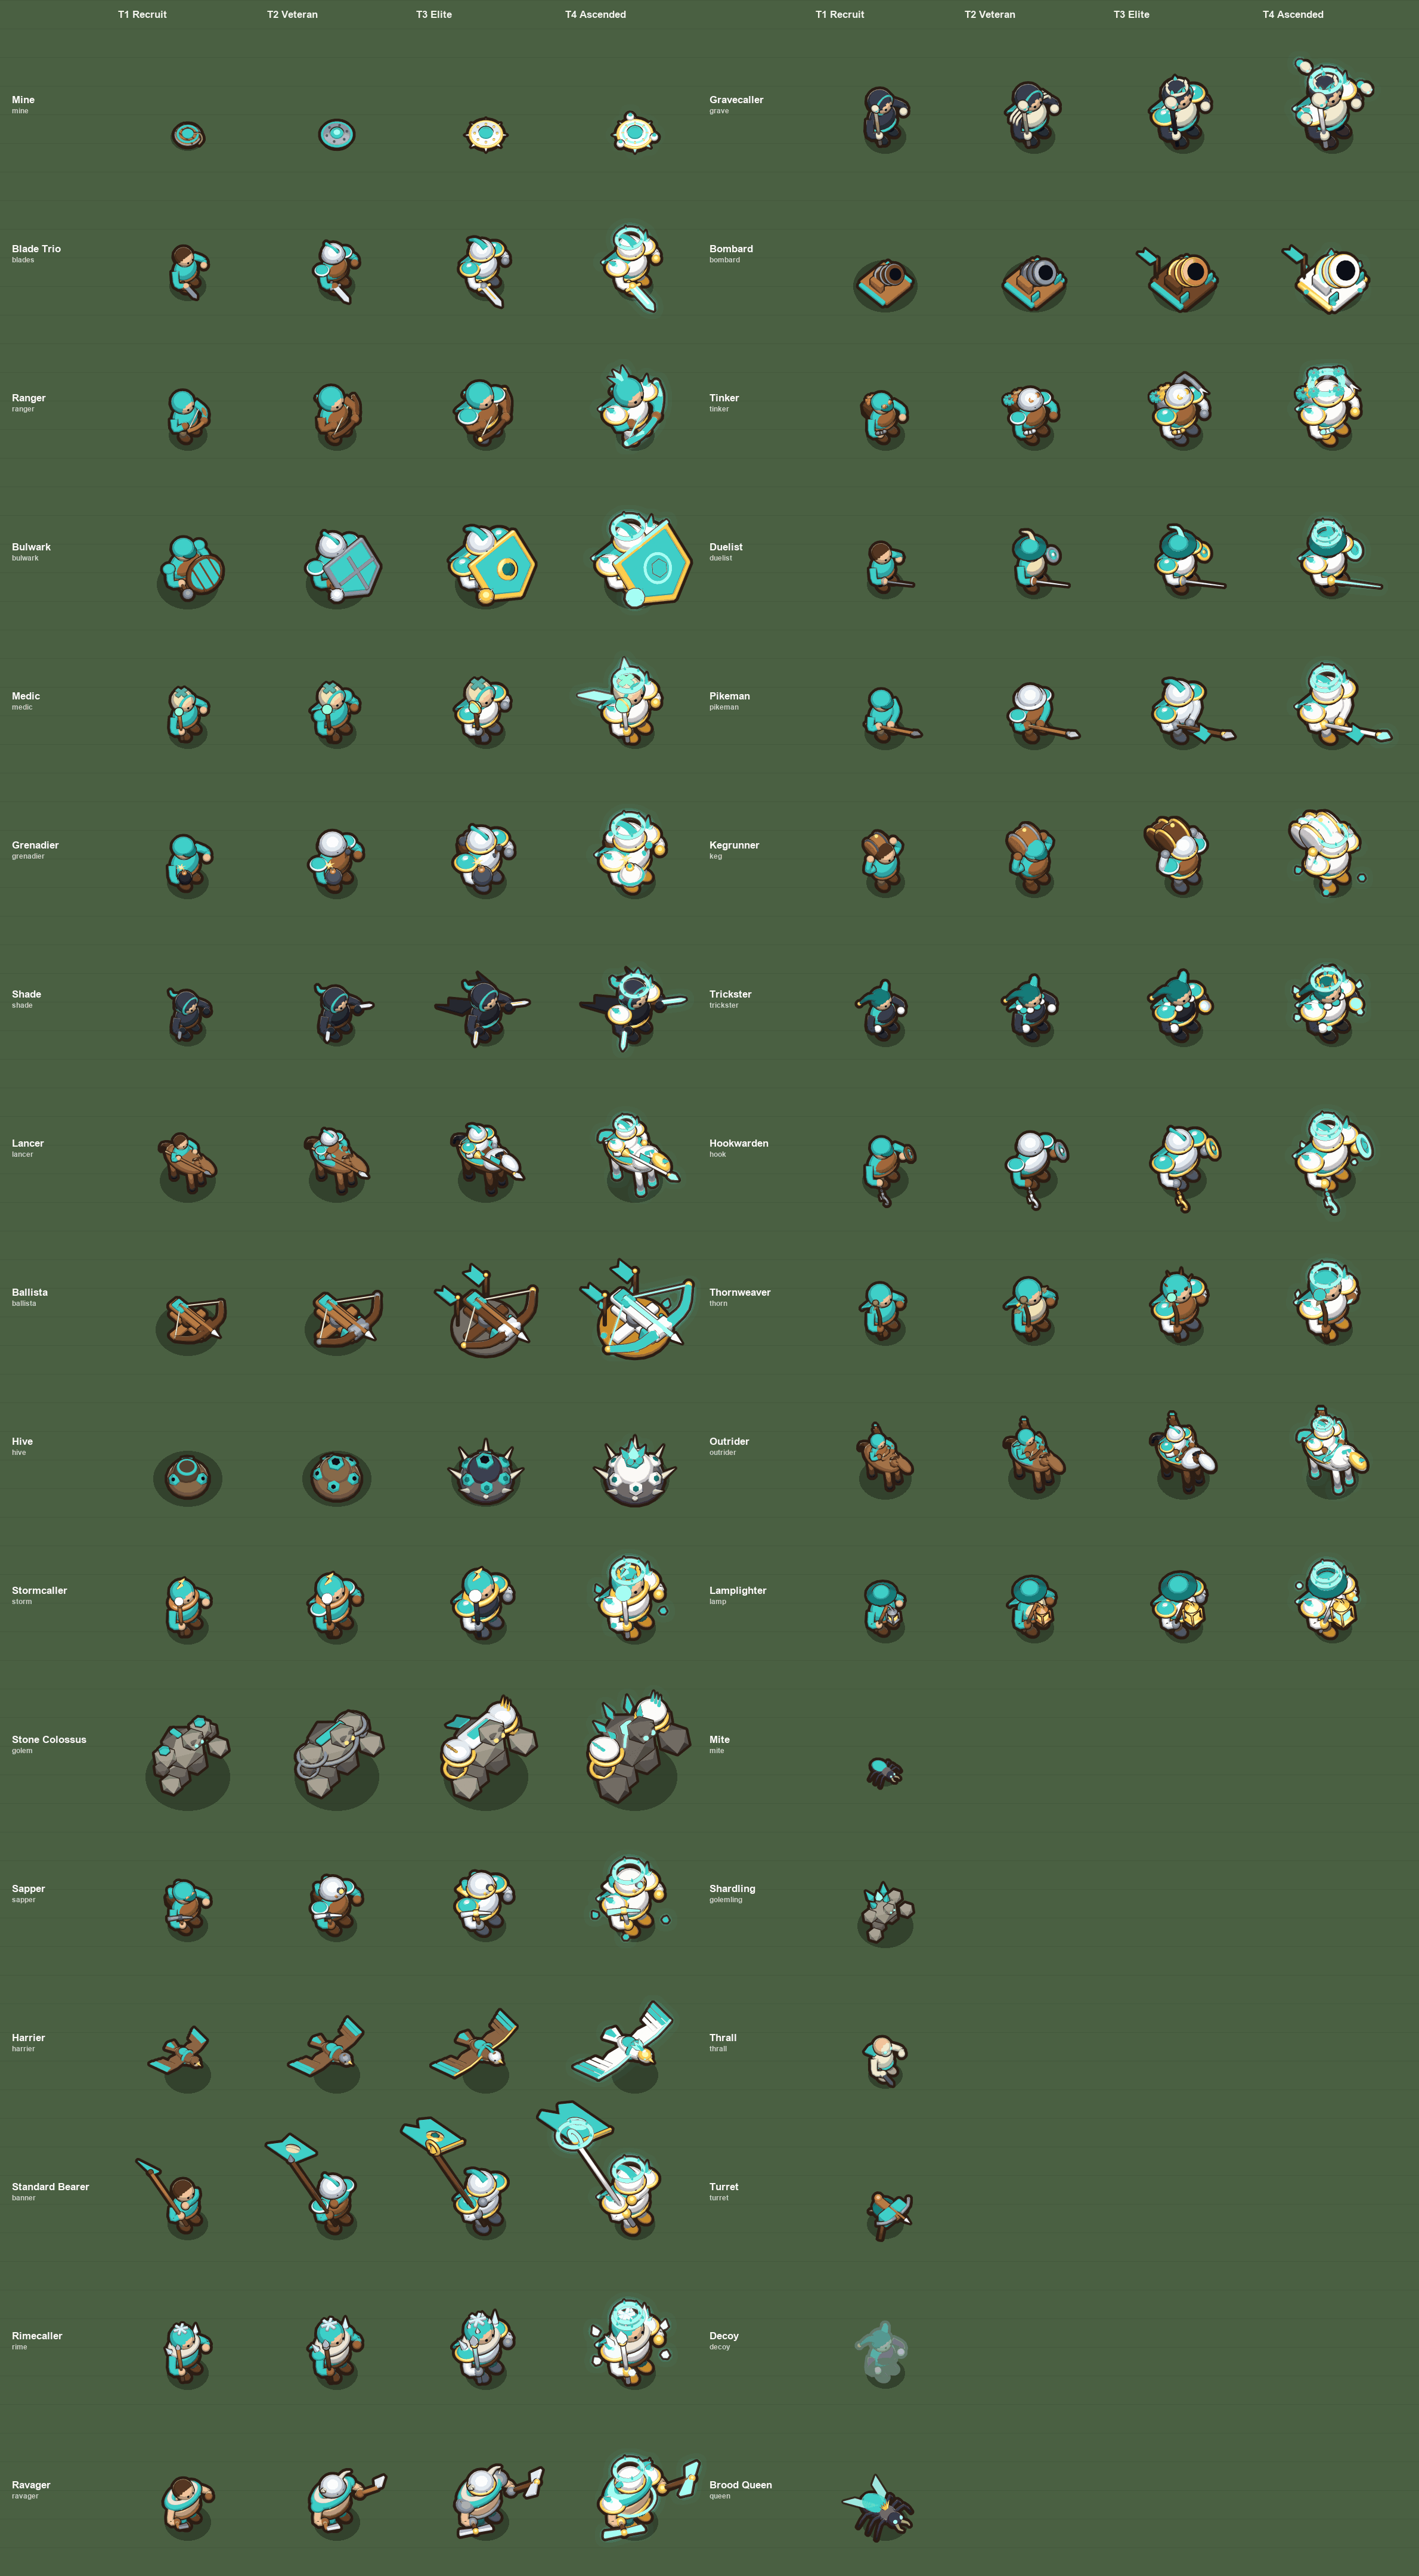 T1 Recruit T2 Veteran T3 Elite T4 Ascended T1 Recruit T2 Veteran T3 Elite T4 Ascended
Mine
mine
Gravecaller
grave
Blade Trio
blades
Bombard
bombard
Ranger
ranger
Tinker
tinker
Bulwark
bulwark
Duelist
duelist
Medic
medic
Pikeman
pikeman
Grenadier
grenadier
Kegrunner
keg
Shade
shade
Trickster
trickster
Lancer
lancer
Hookwarden
hook
Ballista
ballista
Thornweaver
thorn
Hive
hive
Outrider
outrider
Stormcaller
storm
Lamplighter
lamp
Stone Colossus
golem
Mite
mite
Sapper
sapper
Shardling
golemling
Harrier
harrier
Thrall
thrall
Standard Bearer
banner
Turret
turret
Rimecaller
rime
Decoy
decoy
Ravager
ravager
Brood Queen
queen